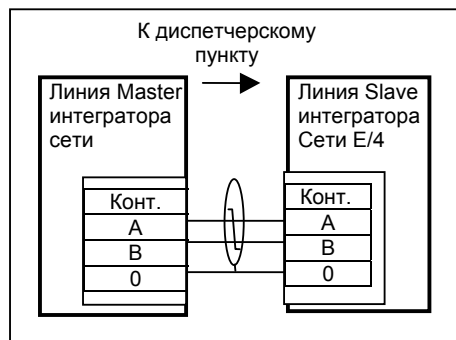 К диспетчерскому
пункту
Линия Master
интегратора
сети
Линия Slave
интегратора
Сети E/4
Конт.
A
B
0
Конт.
A
B
0